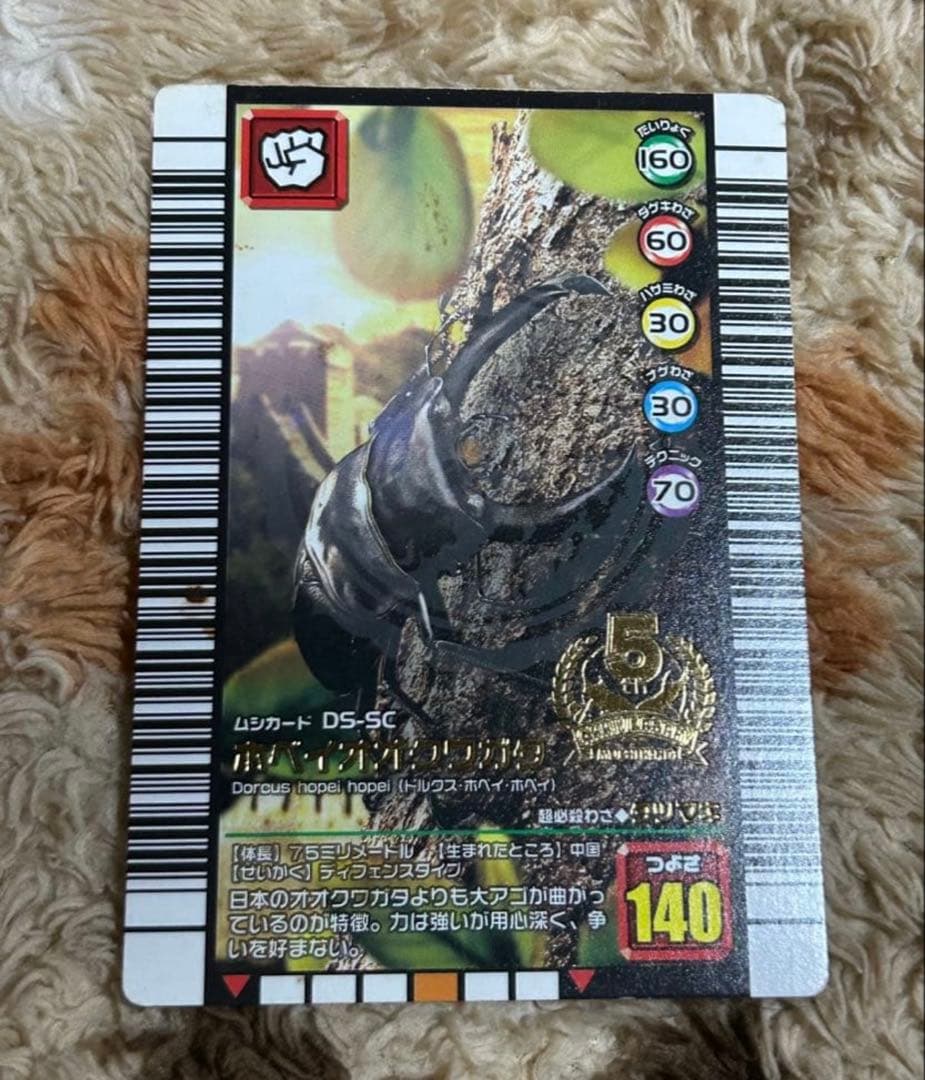 たいりょく
160
ダゲキわざ
60
ハサミわざ
30
ナゲわざ
30
テクニック
70
5
th
ムシカード DS-SC
ホペイオオクワガタ
Dorcus hopei hopei (ドルクス・ホペイ・ホペイ)
超必殺わざ◆タツマキ
【体長】75ミリメートル 【生まれたところ】中国
【せいかく】ディフェンスタイプ
日本のオオクワガタよりも大アゴが曲がっ
ているのが特徴。力は強いが用心深く、争
いを好まない。
つよさ
140